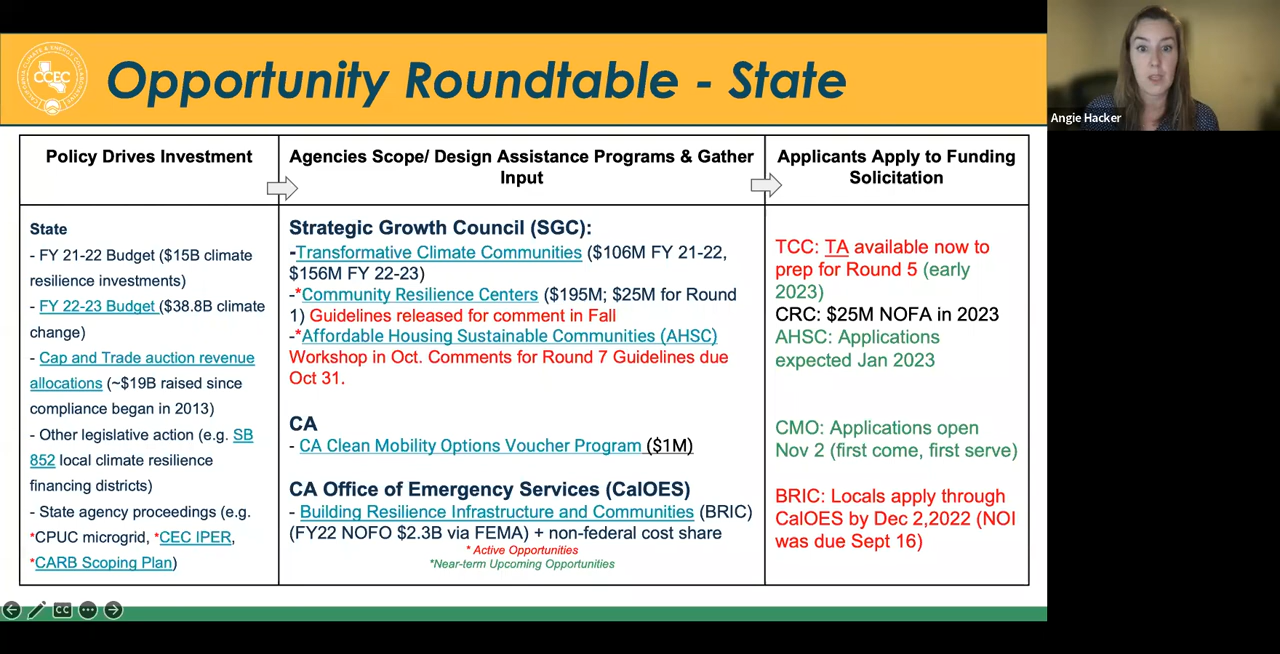 CCEC
Opportunity Roundtable - State
Angie Hacker
Policy Drives Investment
Agencies Scope/ Design Assistance Programs & Gather
Input
Applicants Apply to Funding
Solicitation
State
- FY 21-22 Budget ($15B climate
resilience investments)
- FY 22-23 Budget ($38.8B climate
change)
- Cap and Trade auction revenue
allocations (~$19B raised since
compliance began in 2013)
- Other legislative action (e.g. SB
852 local climate resilience
financing districts)
- State agency proceedings (e.g.
*CPUC microgrid, *CEC IPER,
*CARB Scoping Plan)
Strategic Growth Council (SGC):
-Transformative Climate Communities ($106M FY 21-22,
$156M FY 22-23)
-*Community Resilience Centers ($195M; $25M for Round
1) Guidelines released for comment in Fall
-*Affordable Housing Sustainable Communities (AHSC)
Workshop in Oct. Comments for Round 7 Guidelines due
Oct 31.
CA
- CA Clean Mobility Options Voucher Program ($1M)
CA Office of Emergency Services (CalOES)
- Building Resilience Infrastructure and Communities (BRIC)
(FY22 NOFO $2.3B via FEMA) + non-federal cost share
* Active Opportunities
*Near-term Upcoming Opportunities
TCC: TA available now to
prep for Round 5 (early
2023)
CRC: $25M NOFA in 2023
AHSC: Applications
expected Jan 2023
CMO: Applications open
Nov 2 (first come, first serve)
BRIC: Locals apply through
CalOES by Dec 2,2022 (NOI
was due Sept 16)
CC